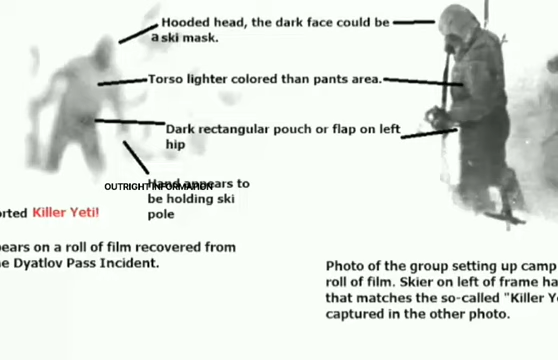 Hooded head, the dark face could be
a ski mask.
Torso lighter colored than pants area.
Dark rectangular pouch or flap on left
hip
Hand appears to
OUTRIGHT INFORMATION
be holding ski
pole
orted Killer Yeti!
ears on a roll of film recovered from
e Dyatlov Pass Incident.
Photo of the group setting up camp
roll of film. Skier on left of frame ha
that matches the so-called "Killer Ye
captured in the other photo.